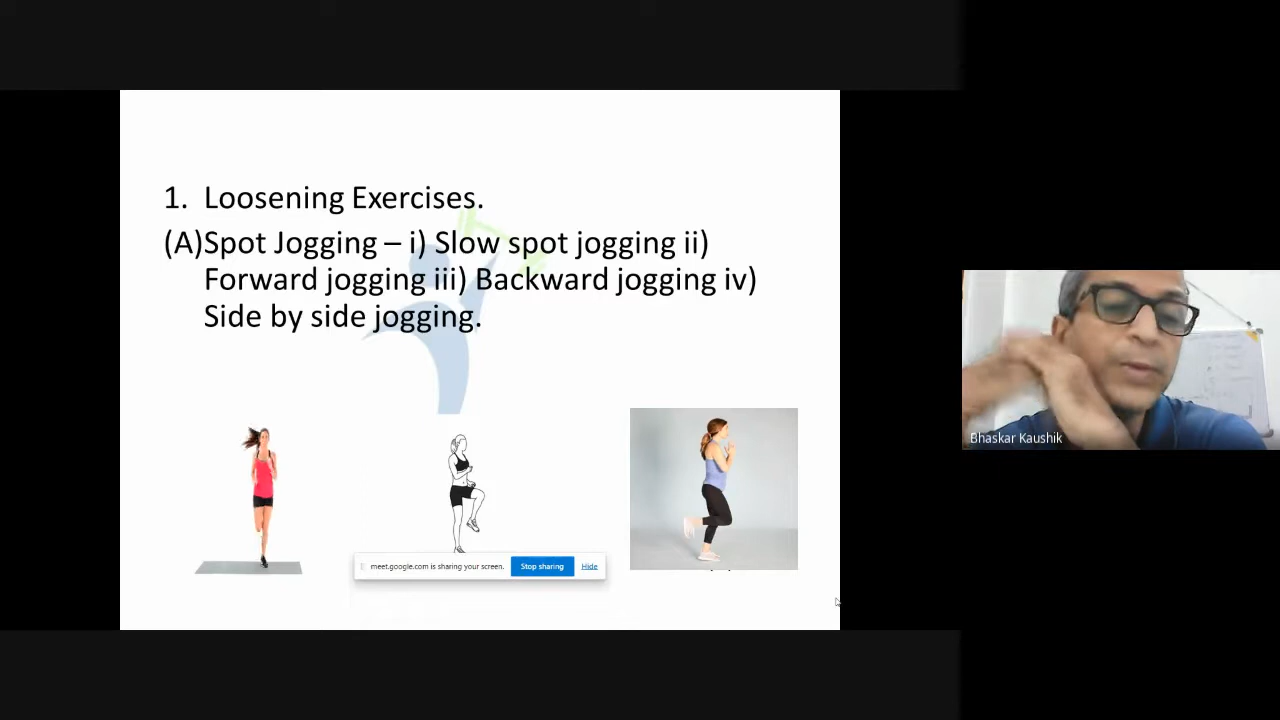 1. Loosening Exercises.
(A)Spot Jogging – i) Slow spot jogging ii)
Forward jogging iii) Backward jogging iv)
Side by side jogging.
meet.google.com is sharing your screen. Stop sharing Hide
Bhaskar Kaushik